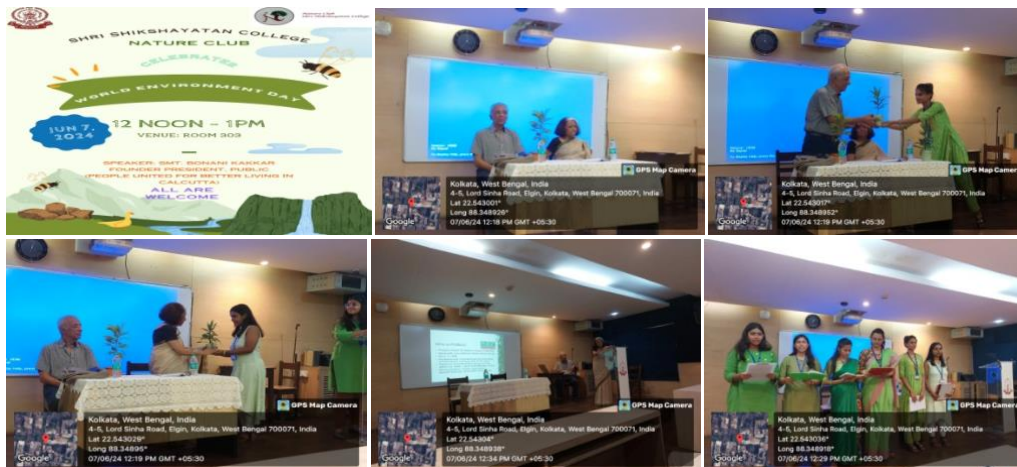 SHRI SHIKSHAYATAN COLLEGE
NATURE CLUB
CELEBRATES
WORLD ENVIRONMENT DAY
JUN 7, 2024
12 NOON - 1PM
VENUE: ROOM 303
SPEAKER: SMT. BONANI KAKKAR
FOUNDER PRESIDENT, PUBLIC
(PEOPLE UNITED FOR BETTER LIVING IN
CALCUTTA)
ALL ARE
WELCOME
GPS Map Camera
Kolkata, West Bengal, India
4-5, Lord Sinha Road, Elgin, Kolkata, West Bengal 700071, India
Lat 22.543001°
Long 88.348926°
07/06/24 12:18 PM GMT +05:30
Google
GPS Map Camera
Kolkata, West Bengal, India
4-5, Lord Sinha Road, Elgin, Kolkata, West Bengal 700071, India
Lat 22.543017°
Long 88.348952°
07/06/24 12:19 PM GMT +05:30
Google
GPS Map Camera
Kolkata, West Bengal, India
4-5, Lord Sinha Road, Elgin, Kolkata, West Bengal 700071, India
Lat 22.543029°
Long 88.34895°
07/06/24 12:19 PM GMT +05:30
Google
GPS Map Camera
Kolkata, West Bengal, India
4-5, Lord Sinha Road, Elgin, Kolkata, West Bengal 700071, India
Lat 22.54304°
Long 88.348938°
07/06/24 12:34 PM GMT +05:30
Google
GPS Map Camera
Kolkata, West Bengal, India
4-5, Lord Sinha Road, Elgin, Kolkata, West Bengal 700071, India
Lat 22.543036°
Long 88.348918°
07/06/24 12:29 PM GMT +05:30
Google